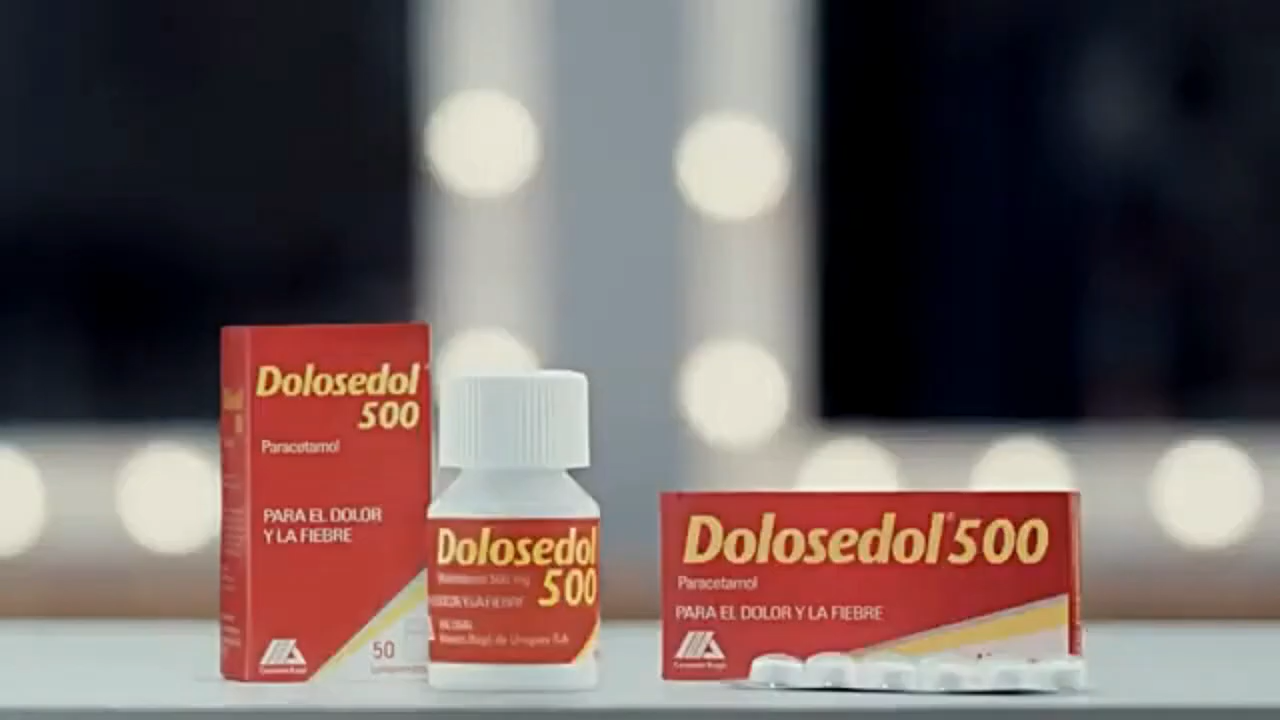 Dolosedol
500
Paracetamol
PARA EL DOLOR
Y LA FIEBRE
50
Dolosedol
500
Dolosedol 500
Paracetamol
PARA EL DOLOR Y LA FIEBRE